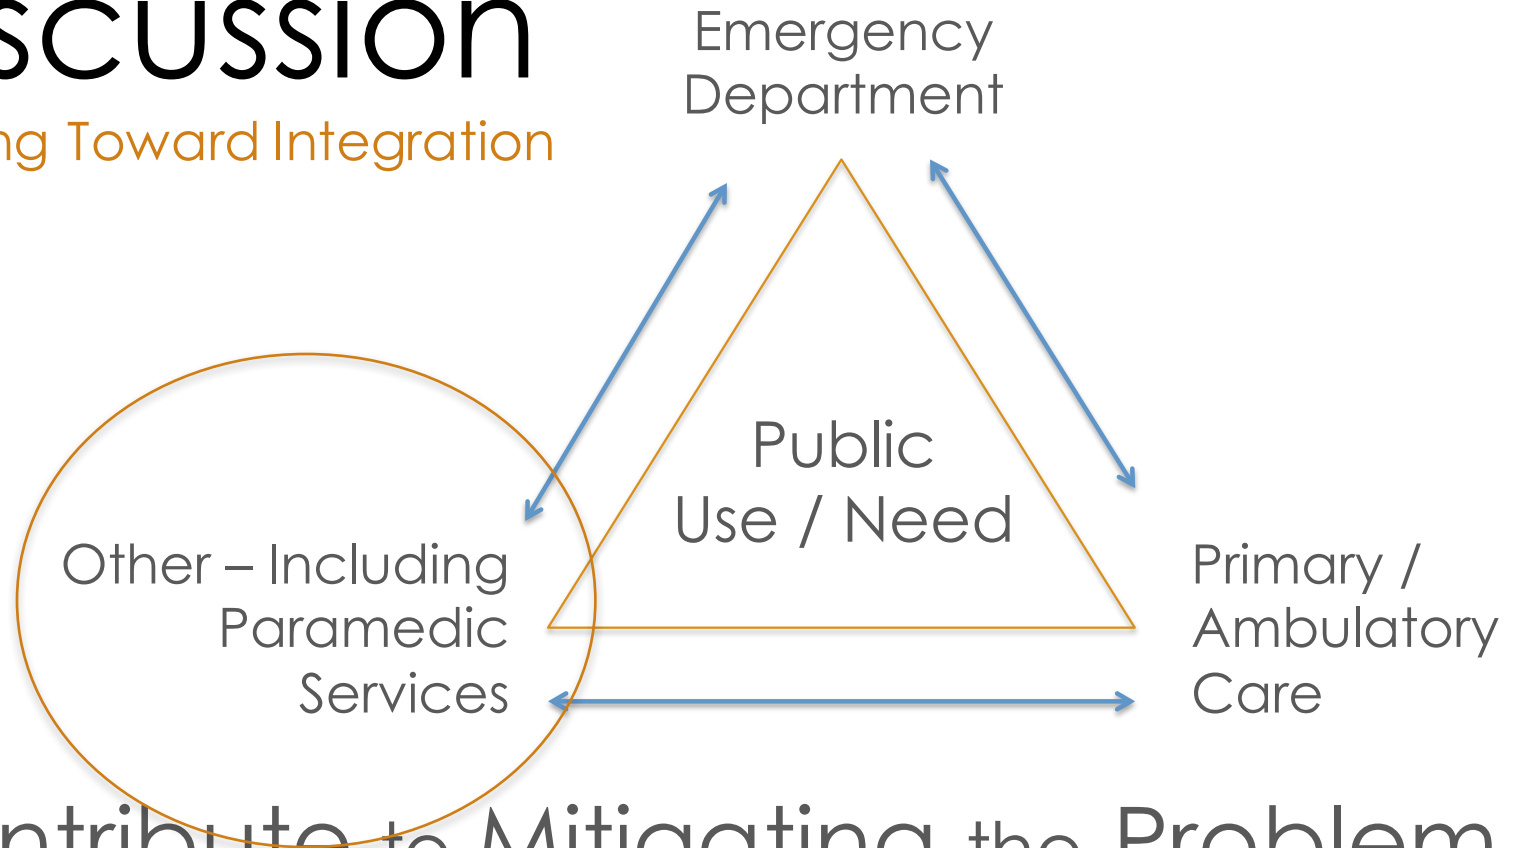 scussion
ng Toward Integration
Emergency
Department
Public
Use / Need
Other – Including
Paramedic
Services
Primary /
Ambulatory
Care
ntribute to Mitigating the Problem